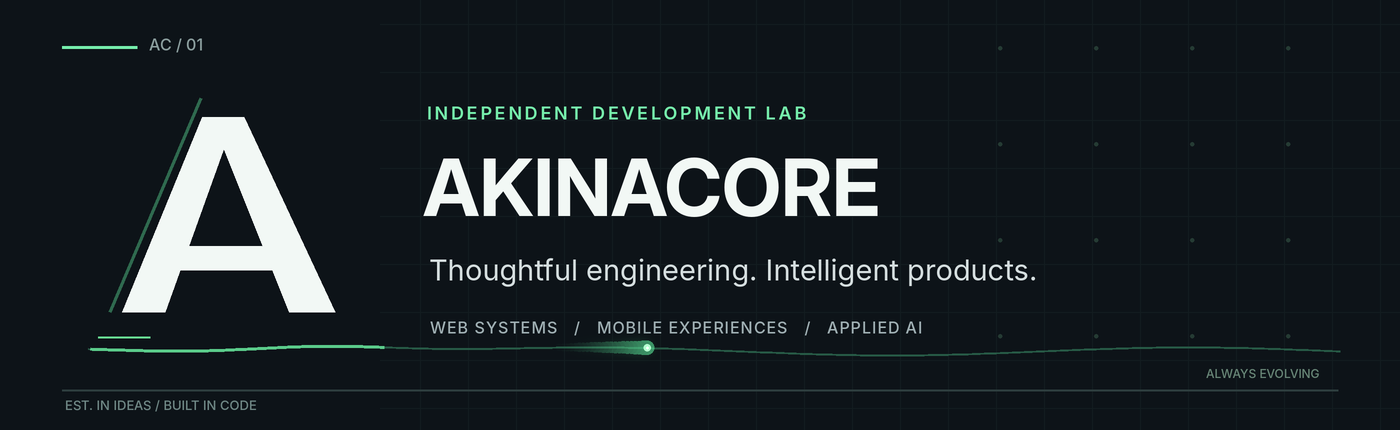 AC / 01
A
INDEPENDENT DEVELOPMENT LAB
AKINACORE
Thoughtful engineering. Intelligent products.
WEB SYSTEMS / MOBILE EXPERIENCES / APPLIED AI
ALWAYS EVOLVING
EST. IN IDEAS / BUILT IN CODE